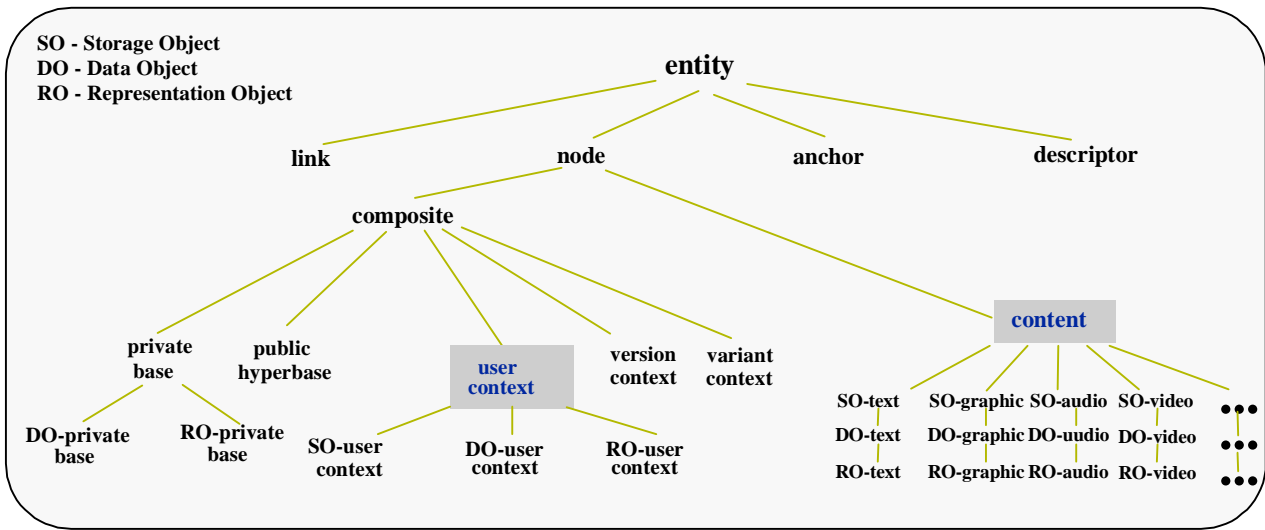 SO - Storage Object
DO - Data Object
RO - Representation Object
entity
link
node
anchor
descriptor
composite
content
private
base
public
hyperbase
user
context
version
context
variant
context
SO-text
SO-graphic
SO-audio
SO-video
•••
DO-text
DO-graphic
DO-uudio
DO-video
•••
RO-text
RO-graphic
RO-audio
RO-video
•••
DO-private
base
RO-private
base
SO-user
context
DO-user
context
RO-user
context